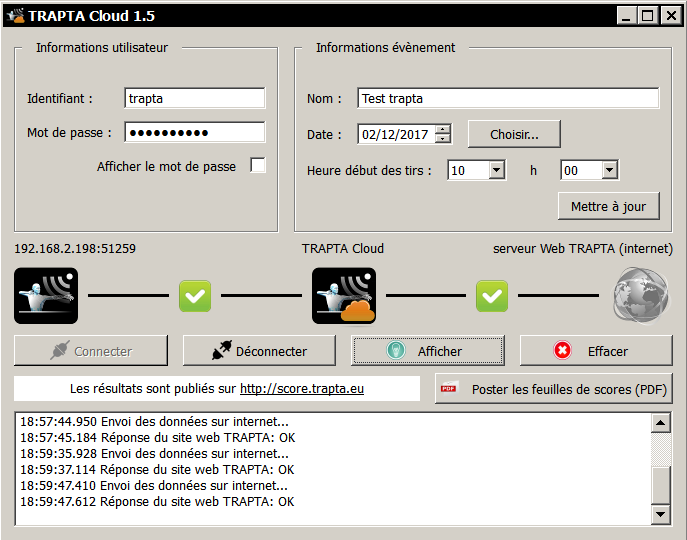 TRAPTA Cloud 1.5
Informations utilisateur
Identifiant :
trapta
Mot de passe :
●●●●●●●●●●
Afficher le mot de passe
Informations évènement
Nom :
Test trapta
Date :
02/12/2017
Choisir...
Heure début des tirs :
10
h
00
Mettre à jour
192.168.2.198:51259
TRAPTA Cloud
serveur Web TRAPTA (internet)
Connecter
Déconnecter
Afficher
Effacer
Les résultats sont publiés sur http://score.trapta.eu
PDF
Poster les feuilles de scores (PDF)
18:57:44.950 Envoi des données sur internet...
18:57:45.184 Réponse du site web TRAPTA: OK
18:59:35.928 Envoi des données sur internet...
18:59:37.114 Réponse du site web TRAPTA: OK
18:59:47.410 Envoi des données sur internet...
18:59:47.612 Réponse du site web TRAPTA: OK